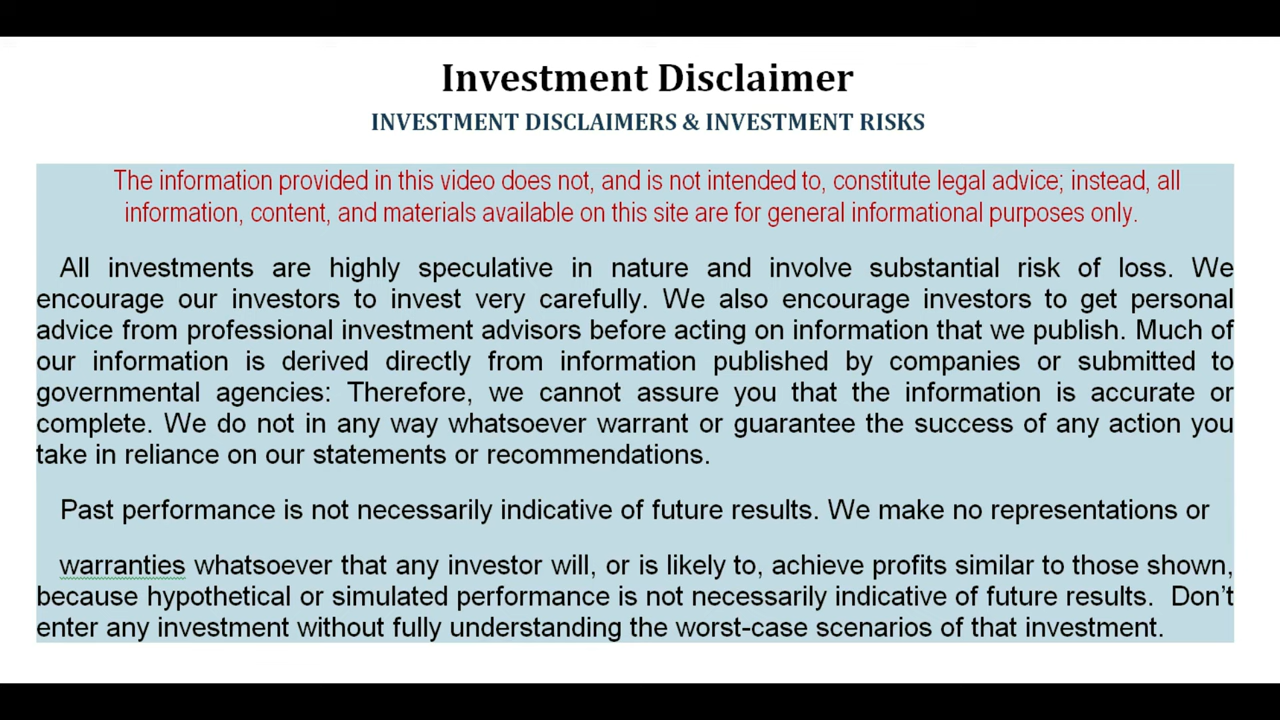 Investment Disclaimer
INVESTMENT DISCLAIMERS & INVESTMENT RISKS
The information provided in this video does not, and is not intended to, constitute legal advice; instead, all
information, content, and materials available on this site are for general informational purposes only.
All investments are highly speculative in nature and involve substantial risk of loss. We
encourage our investors to invest very carefully. We also encourage investors to get personal
advice from professional investment advisors before acting on information that we publish. Much of
our information is derived directly from information published by companies or submitted to
governmental agencies: Therefore, we cannot assure you that the information is accurate or
complete. We do not in any way whatsoever warrant or guarantee the success of any action you
take in reliance on our statements or recommendations.
Past performance is not necessarily indicative of future results. We make no representations or
warranties whatsoever that any investor will, or is likely to, achieve profits similar to those shown,
because hypothetical or simulated performance is not necessarily indicative of future results.  Don’t
enter any investment without fully understanding the worst-case scenarios of that investment.